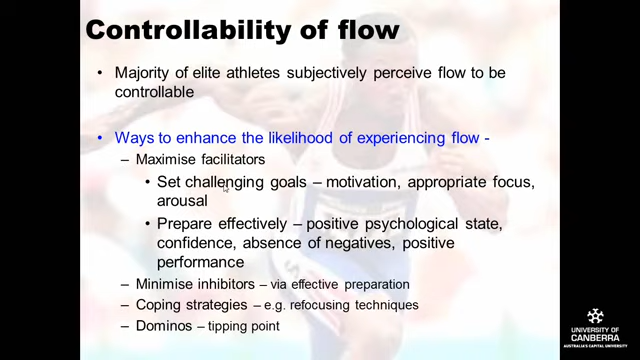 Controllability of flow
• Majority of elite athletes subjectively perceive flow to be
controllable
• Ways to enhance the likelihood of experiencing flow -
– Maximise facilitators
• Set challenging goals – motivation, appropriate focus,
arousal
• Prepare effectively – positive psychological state,
confidence, absence of negatives, positive
performance
– Minimise inhibitors – via effective preparation
– Coping strategies – e.g. refocusing techniques
– Dominos – tipping point
UNIVERSITY OF
CANBERRA
AUSTRALIA'S CAPITAL UNIVERSITY